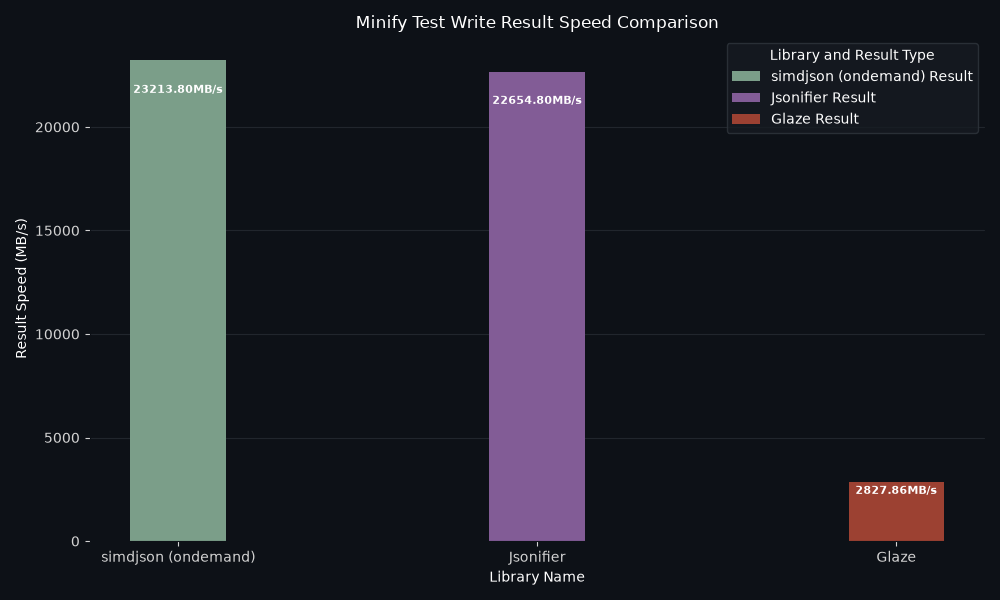 Minify Test Write Result Speed Comparison
Library and Result Type
simdjson (ondemand) Result
Jsonifier Result
Glaze Result
23213.80MB/s
22654.80MB/s
2827.86MB/s
20000
15000
10000
5000
0
Result Speed (MB/s)
simdjson (ondemand)
Jsonifier
Glaze
Library Name